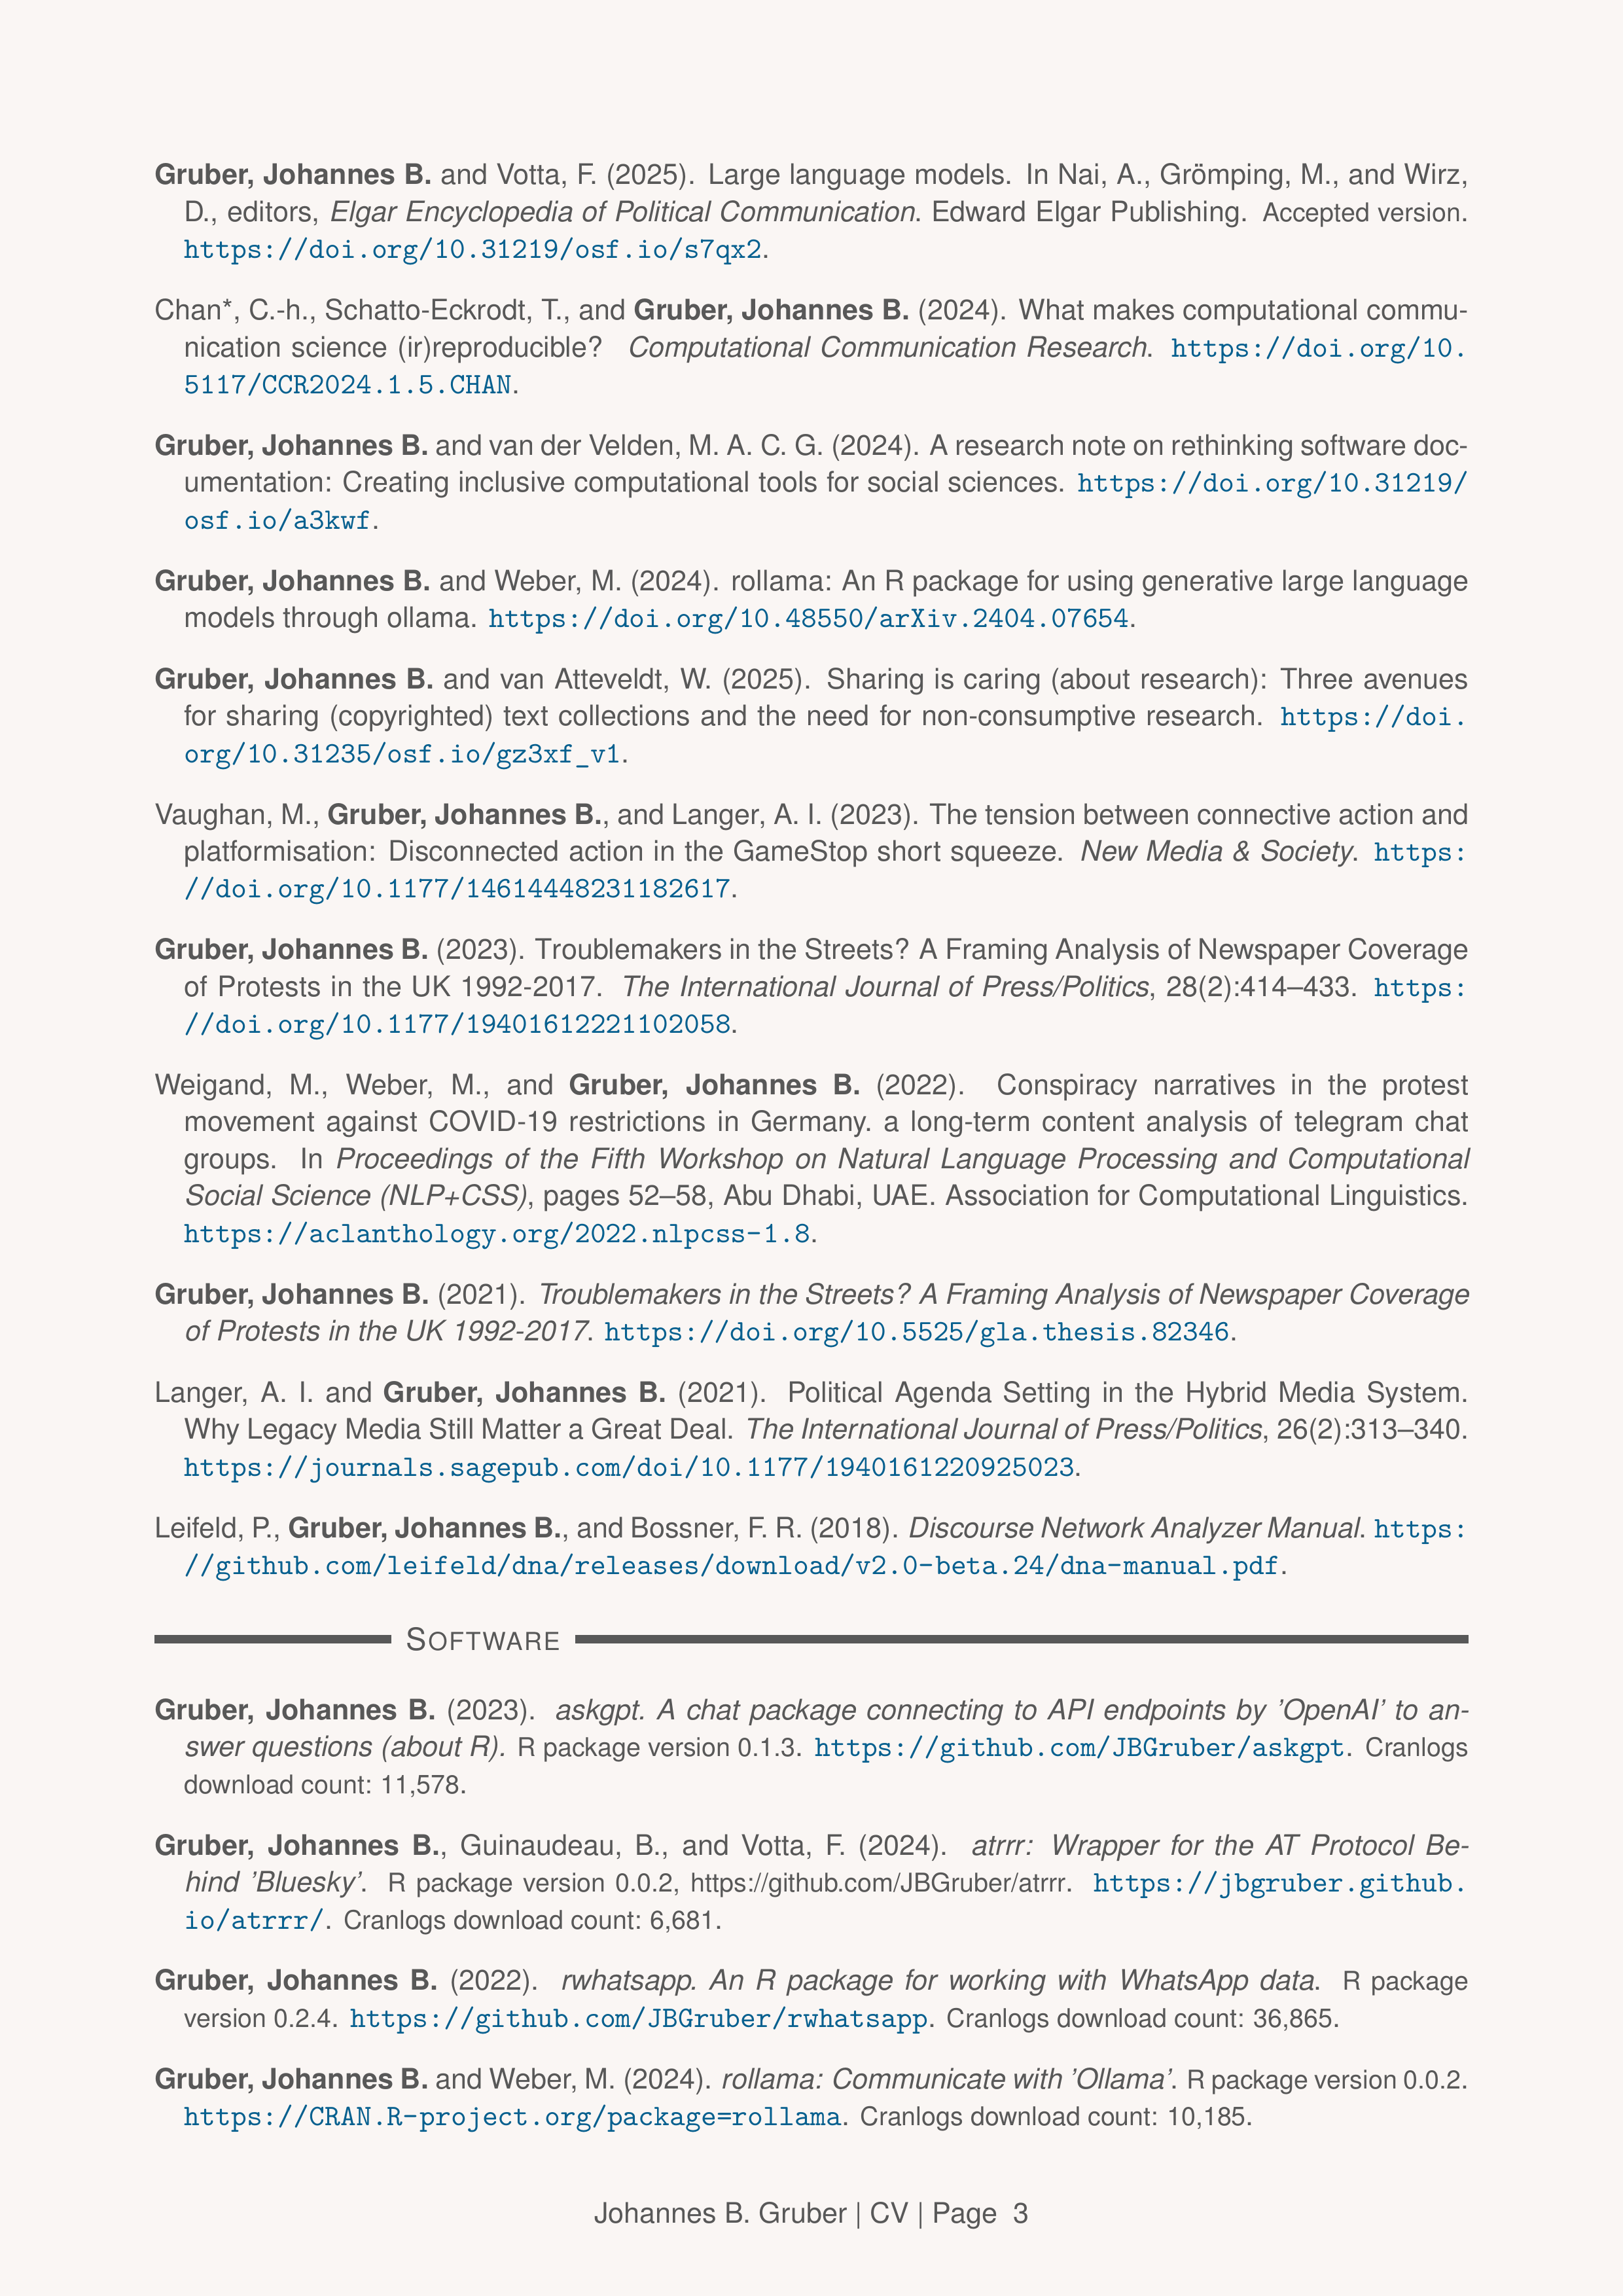 Gruber, Johannes B. and Votta, F. (2025). Large language models. In Nai, A., Grömping, M., and Wirz,
D., editors, Elgar Encyclopedia of Political Communication. Edward Elgar Publishing. Accepted version.
https://doi.org/10.31219/osf.io/s7qx2.
Chan*, C.-h., Schatto-Eckrodt, T., and Gruber, Johannes B. (2024). What makes computational commu-
nication science (ir)reproducible? Computational Communication Research. https://doi.org/10.
5117/CCR2024.1.5.CHAN.
Gruber, Johannes B. and van der Velden, M. A. C. G. (2024). A research note on rethinking software doc-
umentation: Creating inclusive computational tools for social sciences. https://doi.org/10.31219/
osf.io/a3kwf.
Gruber, Johannes B. and Weber, M. (2024). rollama: An R package for using generative large language
models through ollama. https://doi.org/10.48550/arXiv.2404.07654.
Gruber, Johannes B. and van Atteveldt, W. (2025). Sharing is caring (about research): Three avenues
for sharing (copyrighted) text collections and the need for non-consumptive research. https://doi.
org/10.31235/osf.io/gz3xf_v1.
Vaughan, M., Gruber, Johannes B., and Langer, A. I. (2023). The tension between connective action and
platformisation: Disconnected action in the GameStop short squeeze. New Media & Society. https:
//doi.org/10.1177/14614448231182617.
Gruber, Johannes B. (2023). Troublemakers in the Streets? A Framing Analysis of Newspaper Coverage
of Protests in the UK 1992-2017. The International Journal of Press/Politics, 28(2):414–433. https:
//doi.org/10.1177/19401612221102058.
Weigand, M., Weber, M., and Gruber, Johannes B. (2022). Conspiracy narratives in the protest
movement against COVID-19 restrictions in Germany. a long-term content analysis of telegram chat
groups. In Proceedings of the Fifth Workshop on Natural Language Processing and Computational
Social Science (NLP+CSS), pages 52–58, Abu Dhabi, UAE. Association for Computational Linguistics.
https://aclanthology.org/2022.nlpcss-1.8.
Gruber, Johannes B. (2021). Troublemakers in the Streets? A Framing Analysis of Newspaper Coverage
of Protests in the UK 1992-2017. https://doi.org/10.5525/gla.thesis.82346.
Langer, A. I. and Gruber, Johannes B. (2021). Political Agenda Setting in the Hybrid Media System.
Why Legacy Media Still Matter a Great Deal. The International Journal of Press/Politics, 26(2):313–340.
https://journals.sagepub.com/doi/10.1177/1940161220925023.
Leifeld, P., Gruber, Johannes B., and Bossner, F. R. (2018). Discourse Network Analyzer Manual. https:
//github.com/leifeld/dna/releases/download/v2.0-beta.24/dna-manual.pdf.
SOFTWARE
Gruber, Johannes B. (2023). askgpt. A chat package connecting to API endpoints by 'OpenAI' to an-
swer questions (about R). R package version 0.1.3. https://github.com/JBGruber/askgpt. Cranlogs
download count: 11,578.
Gruber, Johannes B., Guinaudeau, B., and Votta, F. (2024). atrrr: Wrapper for the AT Protocol Be-
hind 'Bluesky'. R package version 0.0.2, https://github.com/JBGruber/atrrr. https://jbgruber.github.
io/atrrr/. Cranlogs download count: 6,681.
Gruber, Johannes B. (2022). rwhatsapp. An R package for working with WhatsApp data. R package
version 0.2.4. https://github.com/JBGruber/rwhatsapp. Cranlogs download count: 36,865.
Gruber, Johannes B. and Weber, M. (2024). rollama: Communicate with 'Ollama'. R package version 0.0.2.
https://CRAN.R-project.org/package=rollama. Cranlogs download count: 10,185.
Johannes B. Gruber | CV | Page 3